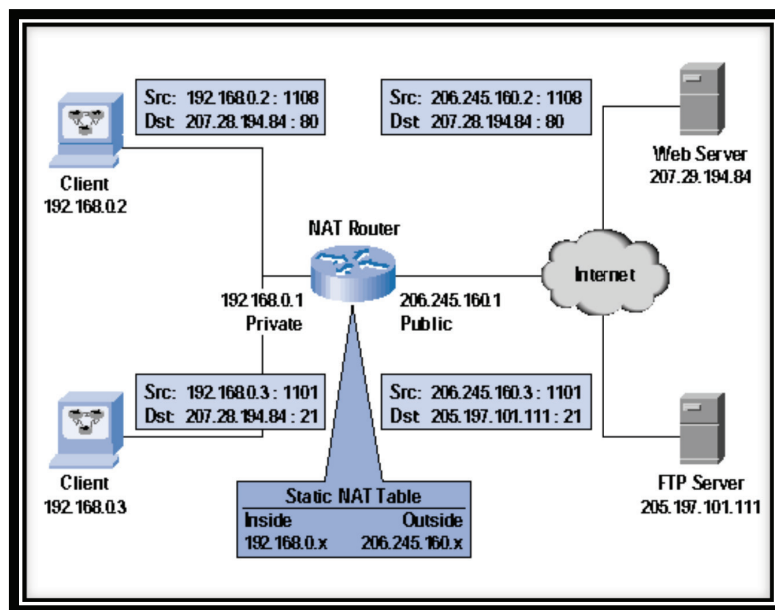 Src: 192.168.0.2 : 1108
Dst: 207.28.194.84 : 80
Src: 206.245.160.2 : 1108
Dst: 207.28.194.84 : 80
Client
192.168.0.2
Web Server
207.29.194.84
NAT Router
Internet
192.168.0.1
Private
206.245.160.1
Public
Src: 192.168.0.3 : 1101
Dst: 207.28.194.84 : 21
Src: 206.245.160.3 : 1101
Dst: 205.197.101.111 : 21
Client
192.168.0.3
FTP Server
205.197.101.111
Static NAT Table
Inside Outside
192.168.0.x 206.245.160.x